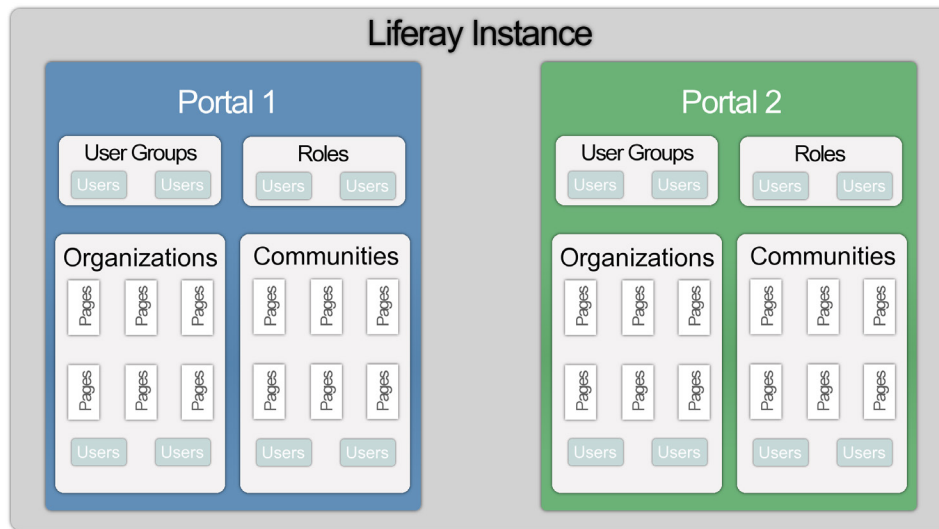 Liferay Instance
Portal 1
User Groups
Users Users
Roles
Users Users
Organizations
Pages Pages Pages
Pages Pages Pages
Users Users
Communities
Pages Pages Pages
Pages Pages Pages
Users Users
Portal 2
User Groups
Users Users
Roles
Users Users
Organizations
Pages Pages Pages
Pages Pages Pages
Users Users
Communities
Pages Pages Pages
Pages Pages Pages
Users Users